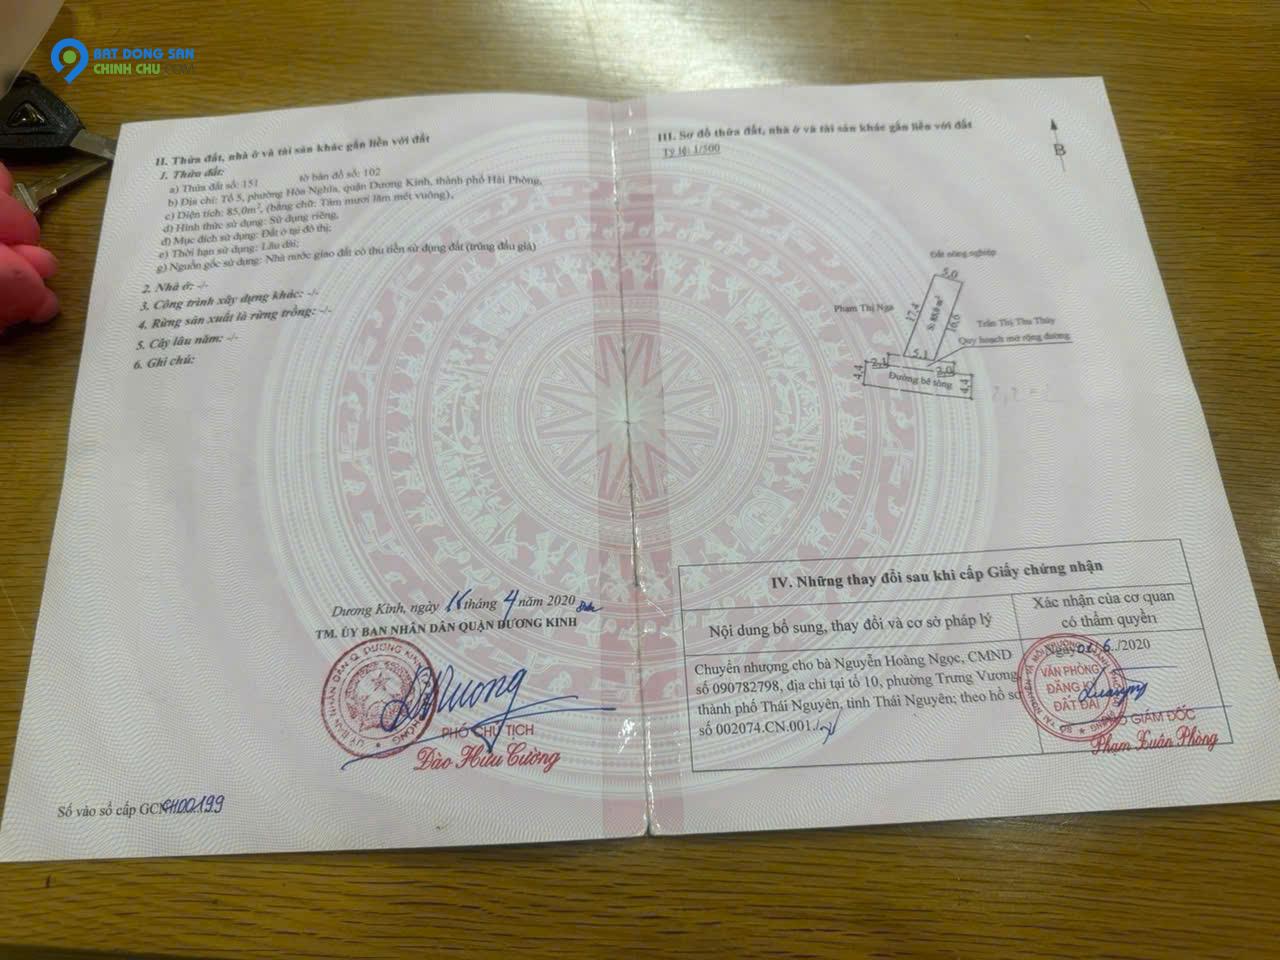 BAT DONG SAN
CHINH CHU.COM
II. Thửa đất, nhà ở và tài sản khác gắn liền với đất
1. Thửa đất:
a) Thửa đất số: 151 tờ bản đồ số: 102
b) Địa chỉ: Tổ 5, phường Hòa Nghĩa, quận Dương Kinh, thành phố Hải Phòng,
c) Diện tích: 85,0m², (bằng chữ: Tám mươi lăm mét vuông),
d) Hình thức sử dụng: Sử dụng riêng,
đ) Mục đích sử dụng: Đất ở tại đô thị;
e) Thời hạn sử dụng: Lâu dài;
g) Nguồn gốc sử dụng: Nhà nước giao đất có thu tiền sử dụng đất (trúng đấu giá)
2. Nhà ở: -/-
3. Công trình xây dựng khác: -/-
4. Rừng sản xuất là rừng trồng: -/-
5. Cây lâu năm: -/-
6. Ghi chú:
Dương Kinh, ngày 15 tháng 4 năm 2020
TM. ỦY BAN NHÂN DÂN QUẬN DƯƠNG KINH
PHÓ CHỦ TỊCH
Đào Hữu Cường
Số vào sổ cấp GCN CH00199
III. Sơ đồ thửa đất, nhà ở và tài sản khác gắn liền với đất
Tỷ lệ: 1/500
B
Đất nông nghiệp
5,0
Phạm Thị Nga
17,4
S: 85,0 m²
16,6
Trần Thị Thu Thủy
Quy hoạch mở rộng đường
5,1
2,1
2,0
4,4
Đường bê tông
4,4
IV. Những thay đổi sau khi cấp Giấy chứng nhận
Nội dung bổ sung, thay đổi và cơ sở pháp lý
Xác nhận của cơ quan
có thẩm quyền
Chuyển nhượng cho bà Nguyễn Hoàng Ngọc, CMND
số 090782798, địa chỉ tại tổ 10, phường Trưng Vương
thành phố Thái Nguyên, tỉnh Thái Nguyên; theo hồ sơ
số 002074.CN.001./.
/2020
VĂN PHÒNG
ĐĂNG KÝ
ĐẤT ĐAI
GIÁM ĐỐC
Phạm Xuân Phòng